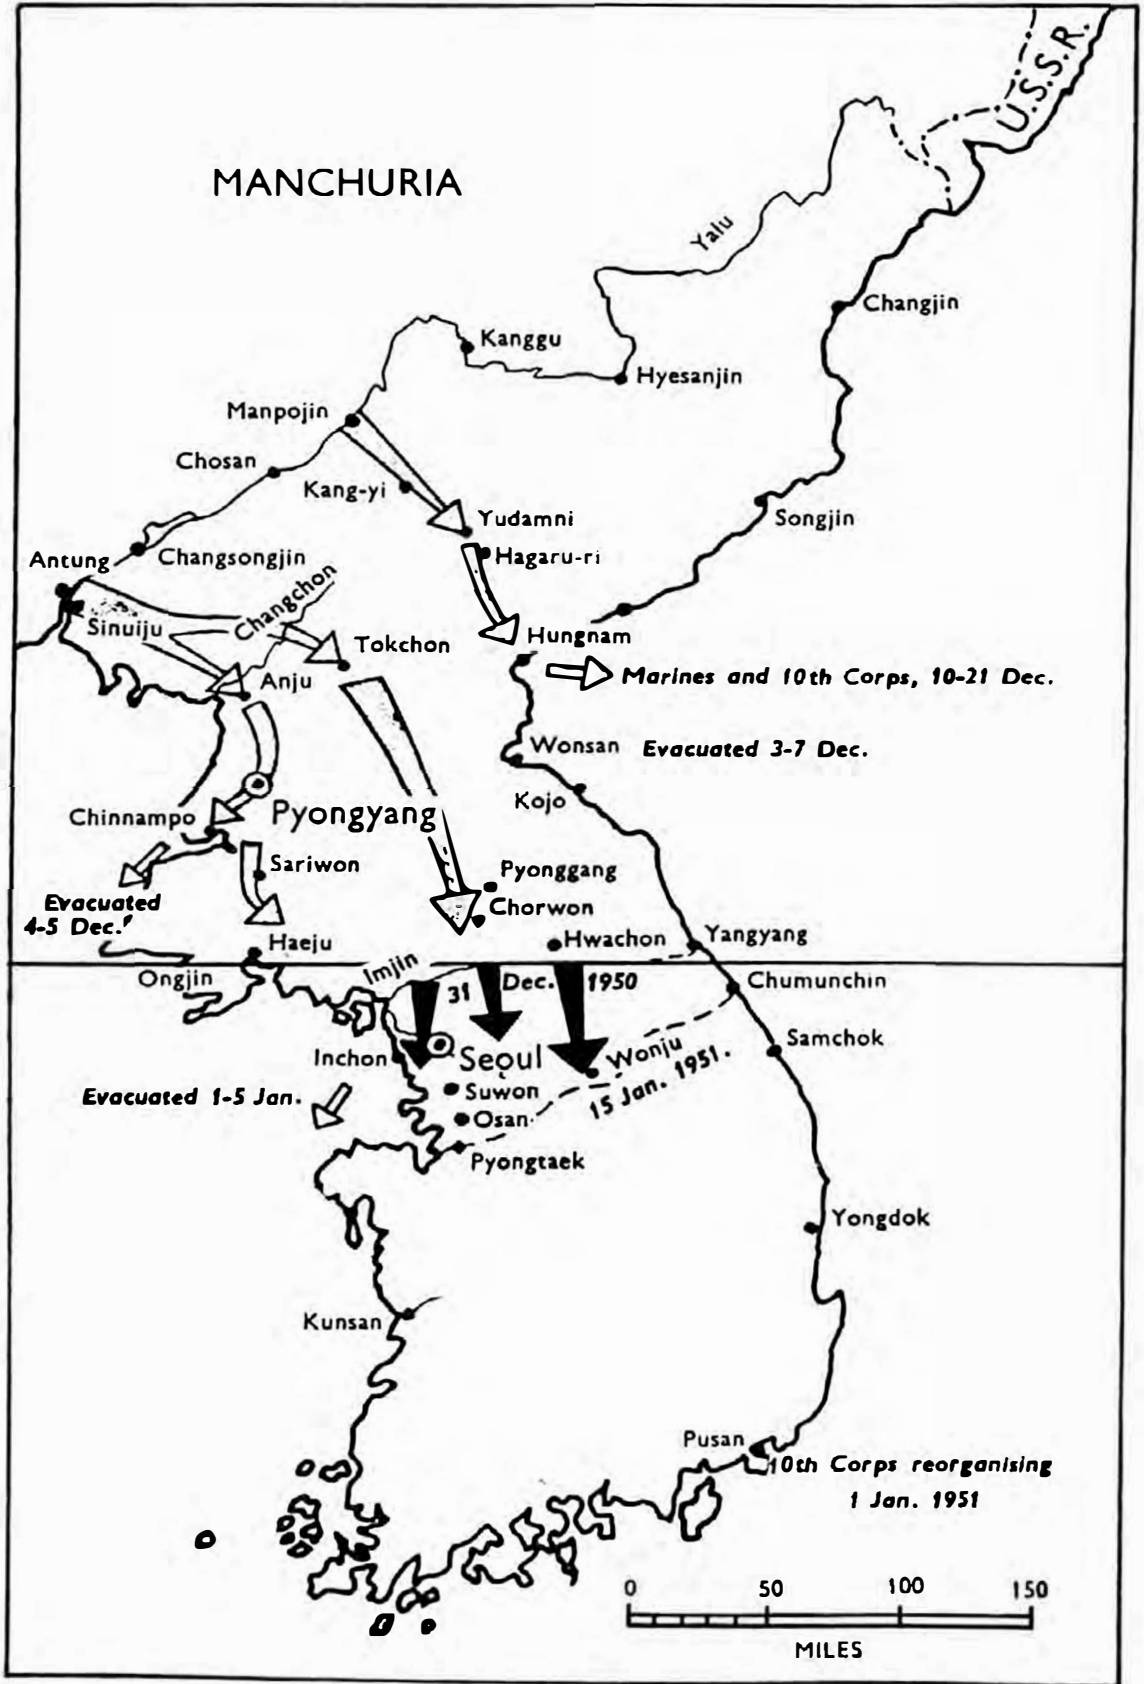 U.S.S.R.
MANCHURIA
Yalu
Changjin
Kanggu
Hyesanjin
Manpojin
Chosan
Kang-yi
Yudamni
Songjin
Hagaru-ri
Antung
Changsongjin
Changchon
Sinuiju
Hungnam
Tokchon
Anju
Marines and 10th Corps, 10-21 Dec.
Wonsan
Evacuated 3-7 Dec.
Kojo
Chinnampo
Pyongyang
Sariwon
Pyonggang
Evacuated
4-5 Dec.
Chorwon
Haeju
Hwachon
Yangyang
Ongjin
Imjin
31 Dec. 1950
Chumunchin
Inchon
Seoul
Wonju
Samchok
15 Jan. 1951.
Evacuated 1-5 Jan.
Suwon
Osan
Pyongtaek
Yongdok
Kunsan
Pusan
10th Corps reorganising
1 Jan. 1951
0 50 100 150
MILES